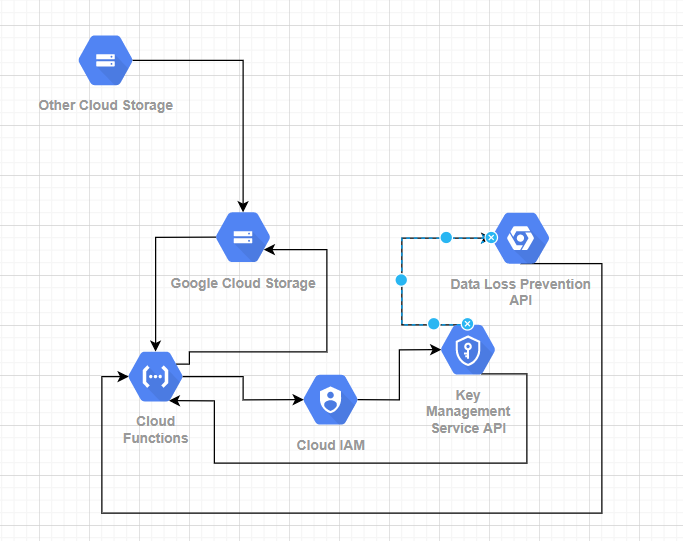 Other Cloud Storage
Google Cloud Storage
Data Loss Prevention
API
Cloud
Functions
Cloud IAM
Key
Management
Service API